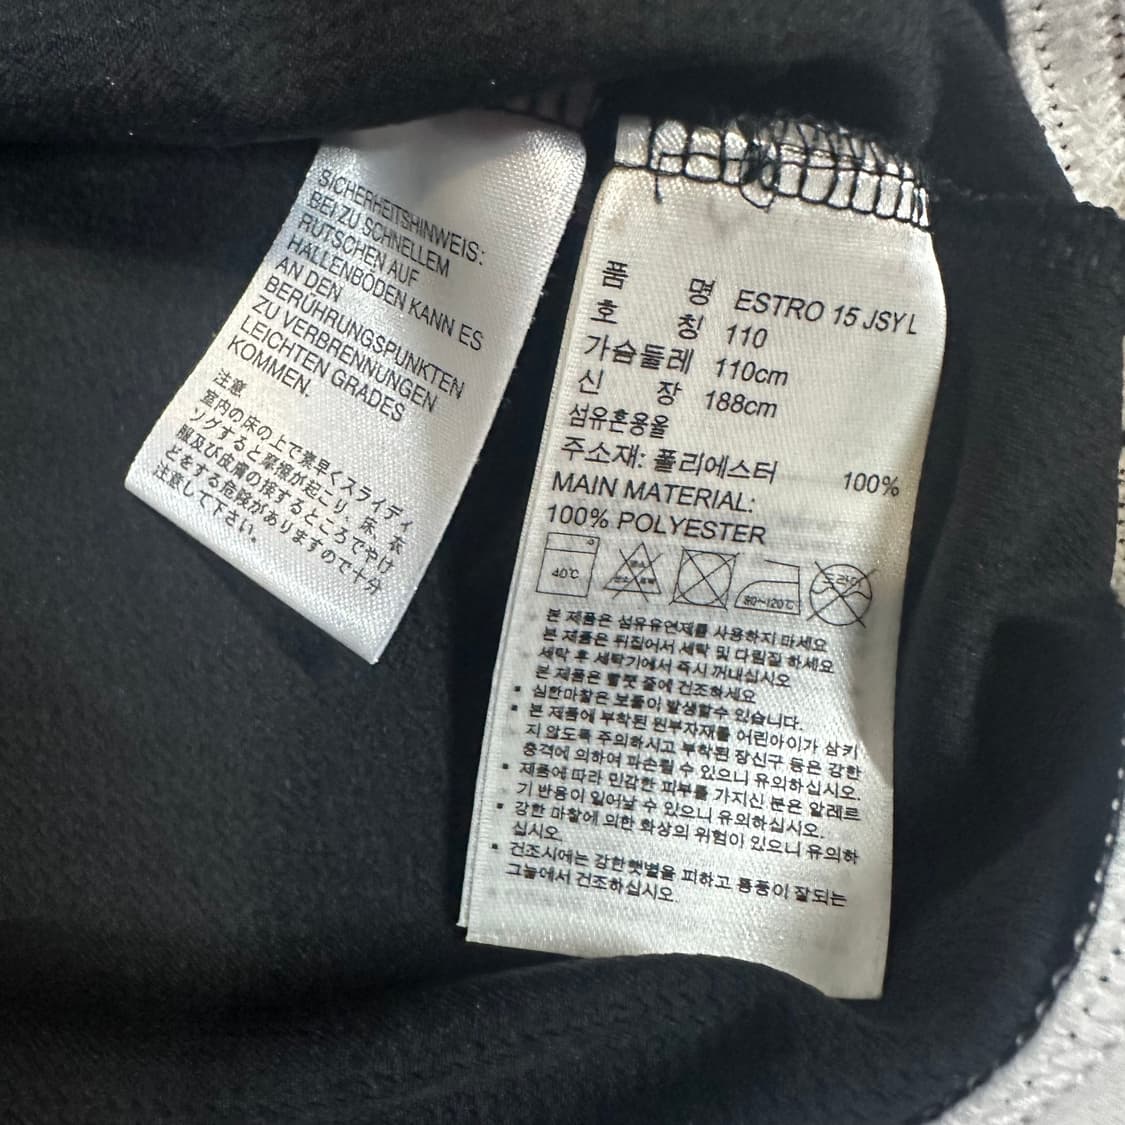 SICHERHEITSHINWEIS:
BEI ZU SCHNELLEM
RUTSCHEN AUF
HALLENBÖDEN KANN ES
AN DEN
BERÜHRUNGSPUNKTEN
ZU VERBRENNUNGEN
LEICHTEN GRADES
KOMMEN.
注意
室内の床の上で素早くスライディ
ングすると摩擦が起こり、床、衣
服及び皮膚の接するところでやけ
どをする危険がありますので十分
注意して下さい。
품 명 ESTRO 15 JSY L
호 칭 110
가슴둘레 110cm
신 장 188cm
섬유혼용율
주소재: 폴리에스터 100%
MAIN MATERIAL:
100% POLYESTER
40℃
80~120℃
드라이
본 제품은 섬유유연제를 사용하지 마세요
본 제품은 뒤집어서 세탁 및 다림질 하세요
세탁 후 세탁기에서 즉시 꺼내십시오
본 제품은 빨랫 줄에 건조하세요
▪ 심한마찰은 보풀이 발생할수 있습니다.
▪ 본 제품에 부착된 원부자재를 어린아이가 삼키
지 않도록 주의하시고 부착된 장신구 등은 강한
충격에 의하여 파손될 수 있으니 유의하십시오.
▪ 제품에 따라 민감한 피부를 가지신 분은 알레르
기 반응이 일어날 수 있으니 유의하십시오.
▪ 강한 마찰에 의한 화상의 위험이 있으니 유의하
십시오.
▪ 건조시에는 강한햇볕을 피하고 통풍이 잘되는
그늘에서 건조하십시오.